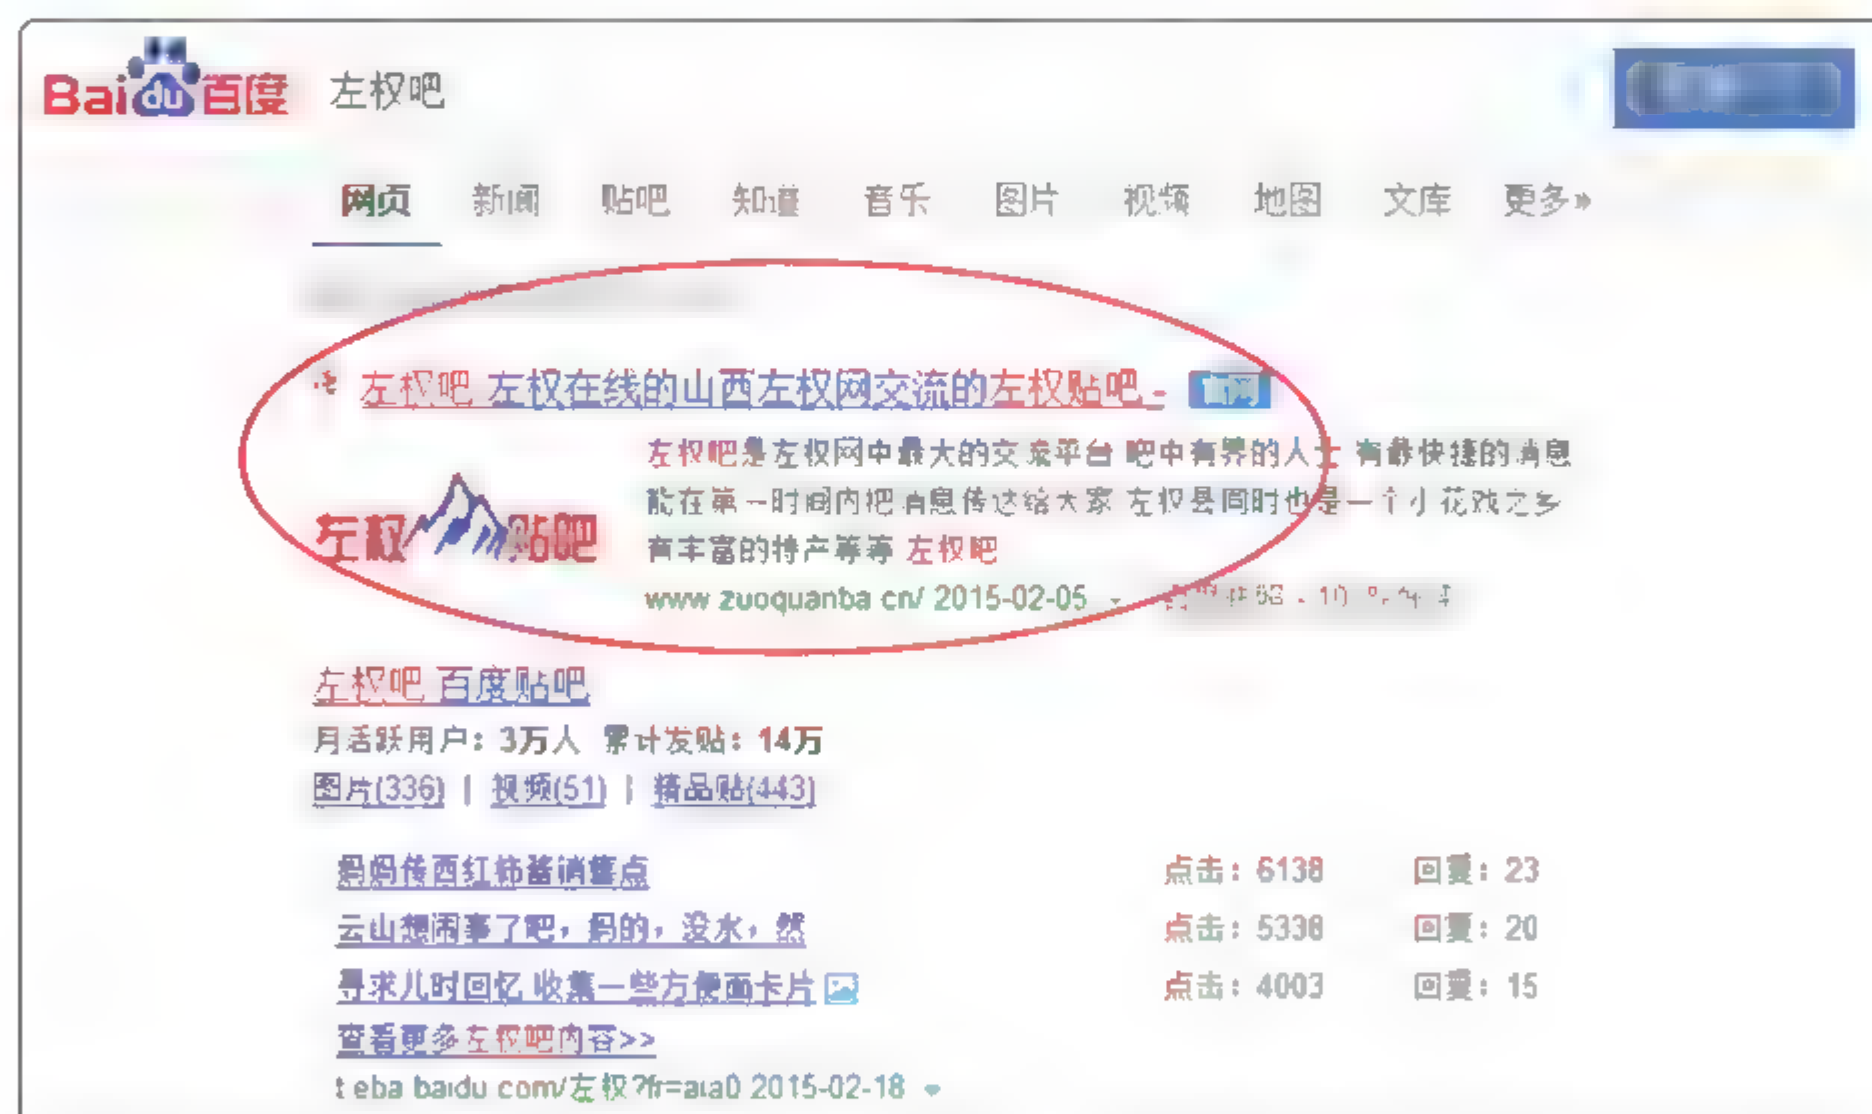 Bai du 百度 左权吧
网页 新闻 贴吧 知道 音乐 图片 视频 地图 文库 更多»
左权吧 左权在线的山西左权网交流的左权贴吧 - 官网
左权吧是左权网中最大的交流平台 吧中有界的人士 有最快捷的消息
能在第一时间内把消息传达给大家 左权县同时也是一个小花戏之乡
有丰富的特产等等 左权吧
左权贴吧
www zuoquanba cn/ 2015-02-05
左权吧 百度贴吧
月活跃用户：3万人 累计发贴：14万
图片(336) | 视频(51) | 精品贴(443)
妈妈传西红柿酱销售点 点击：6138 回复：23
云山想闹事了吧，妈的，没水，然 点击：5338 回复：20
寻求儿时回忆 收集一些方便面卡片 点击：4003 回复：15
查看更多左权吧内容>>
t eba baidu com/左权?fr=ala0 2015-02-18